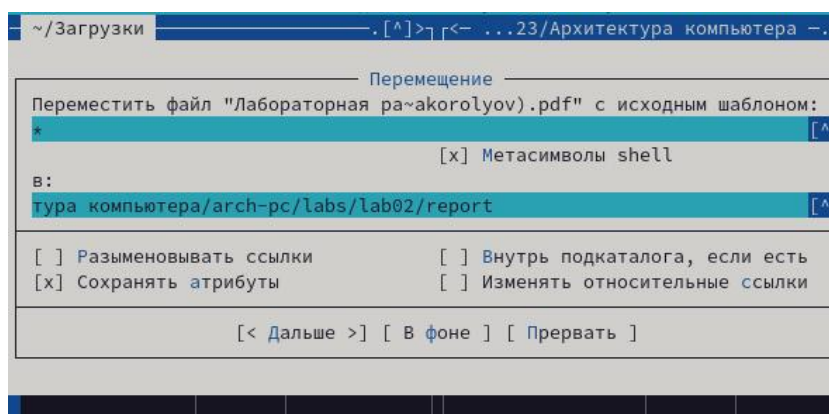 ~/Загрузки .[^]>┐┌<— ...23/Архитектура компьютера —.
Перемещение
Переместить файл "Лабораторная ра~akorolyov).pdf" с исходным шаблоном:
* [^
[x] Метасимволы shell
в:
тура компьютера/arch-pc/labs/lab02/report [^
[ ] Разыменовывать ссылки [ ] Внутрь подкаталога, если есть
[x] Сохранять атрибуты [ ] Изменять относительные ссылки
[< Дальше >] [ В фоне ] [ Прервать ]